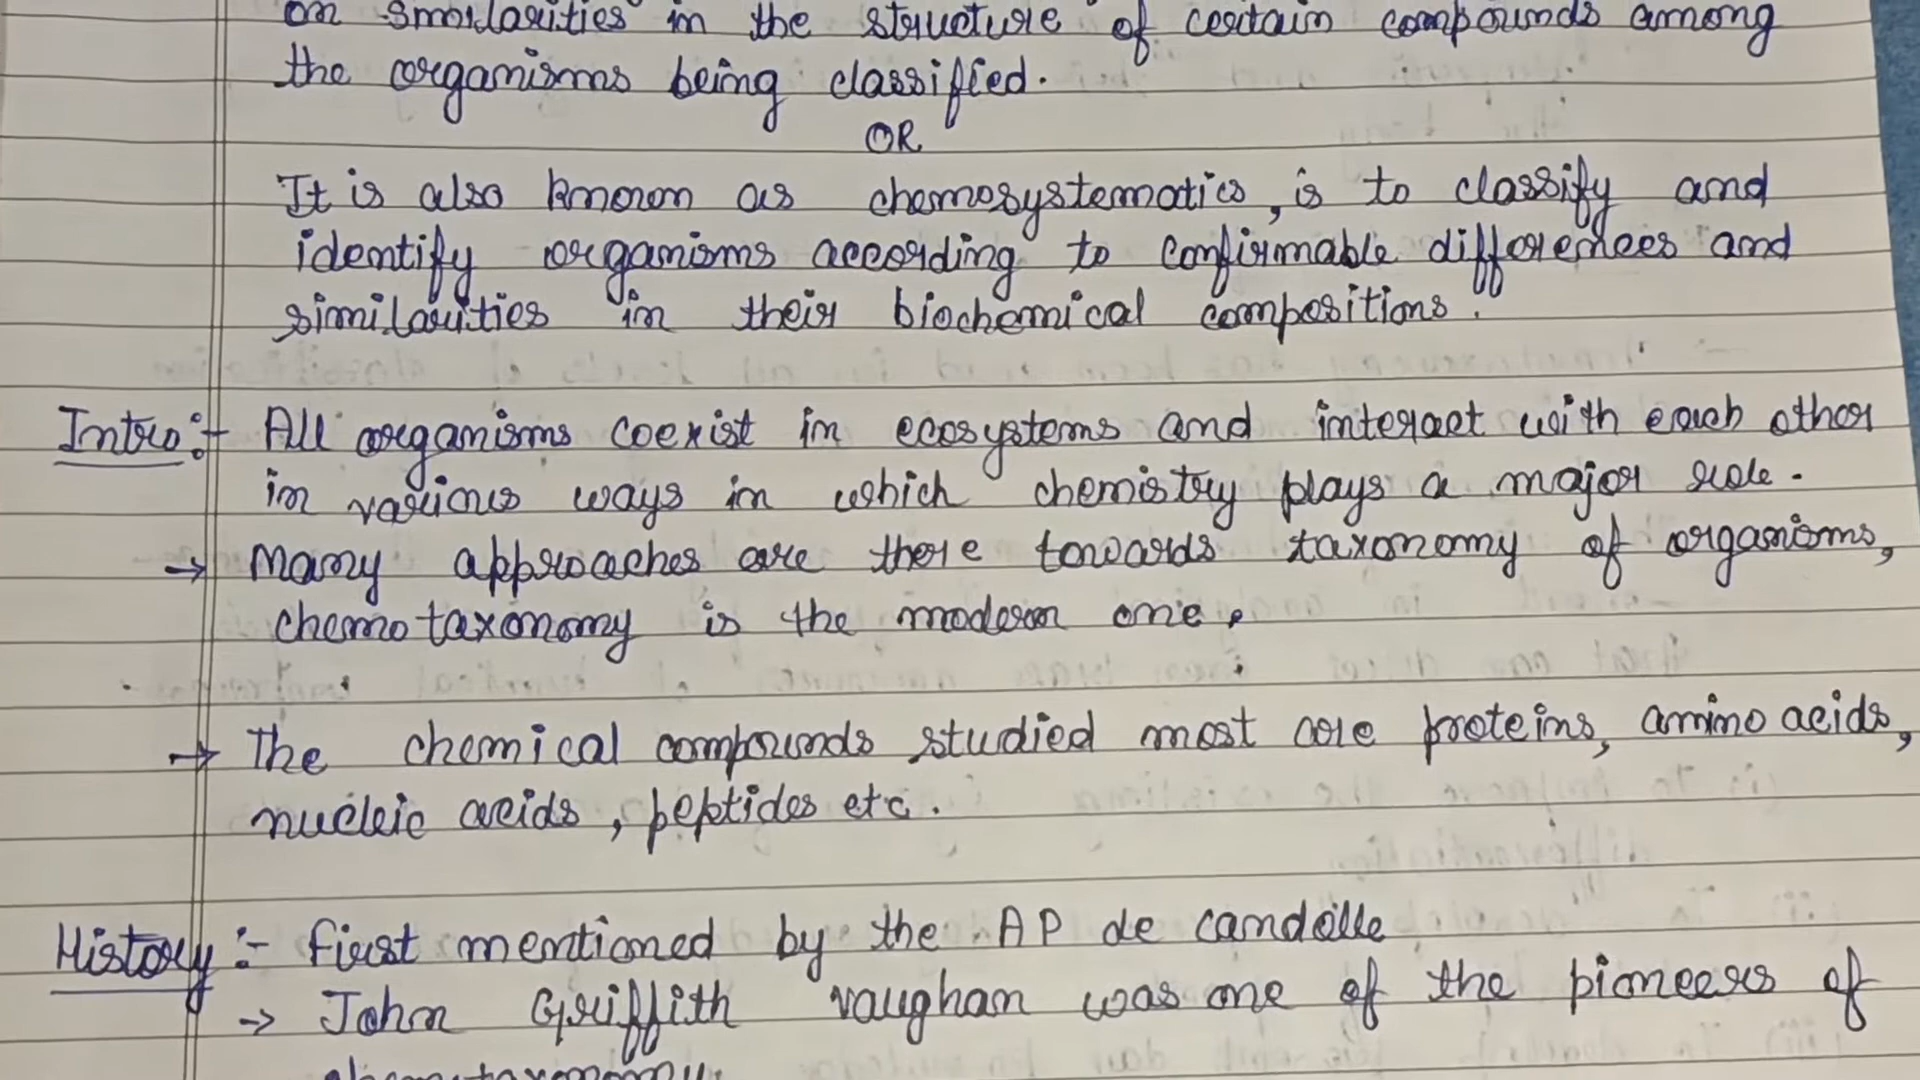 on similarities in the structure of certain compounds among
the organisms being classified.
OR
It is also known as chemosystematics, is to classify and
identify organisms according to confirmable differences and
similarities in their biochemical compositions.
Intro:- All organisms coexist in ecosystems and interact with each other
in various ways in which chemistry plays a major role.
→ Many approaches are there towards taxonomy of organisms,
chemotaxonomy is the modern one.
→ The chemical compounds studied most are proteins, amino acids,
nucleic acids, peptides etc.
History:- First mentioned by the AP de candolle
→ John Griffith vaughan was one of the pioneers of
chemotaxonomy.